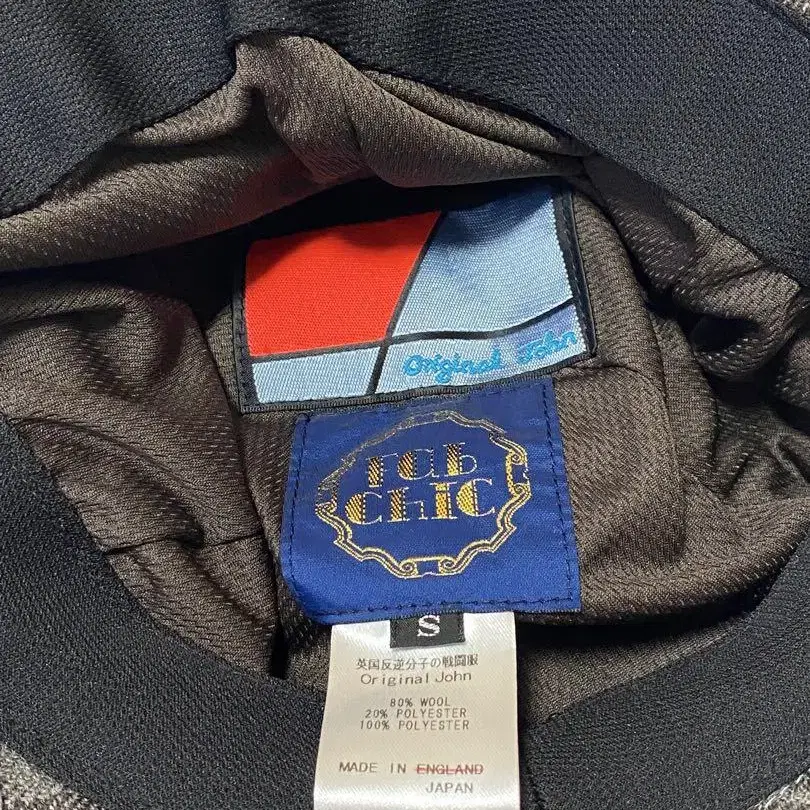 Original John
rab
ChIC
S
英国反逆分子の戦闘服
Original John
80% WOOL
20% POLYESTER
100% POLYESTER
MADE IN ENGLAND
JAPAN